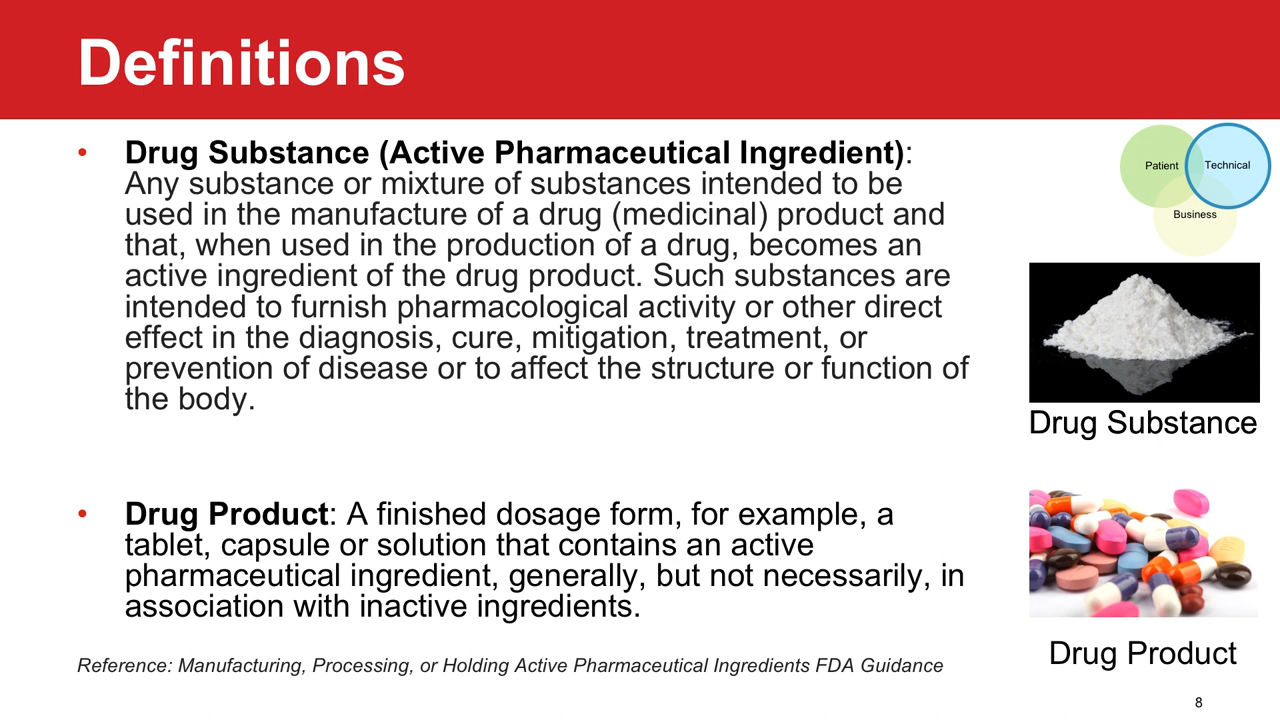 Definitions
• Drug Substance (Active Pharmaceutical Ingredient):
Any substance or mixture of substances intended to be
used in the manufacture of a drug (medicinal) product and
that, when used in the production of a drug, becomes an
active ingredient of the drug product. Such substances are
intended to furnish pharmacological activity or other direct
effect in the diagnosis, cure, mitigation, treatment, or
prevention of disease or to affect the structure or function of
the body.
• Drug Product: A finished dosage form, for example, a
tablet, capsule or solution that contains an active
pharmaceutical ingredient, generally, but not necessarily, in
association with inactive ingredients.
Reference: Manufacturing, Processing, or Holding Active Pharmaceutical Ingredients FDA Guidance
Patient
Technical
Business
Drug Substance
Drug Product
8